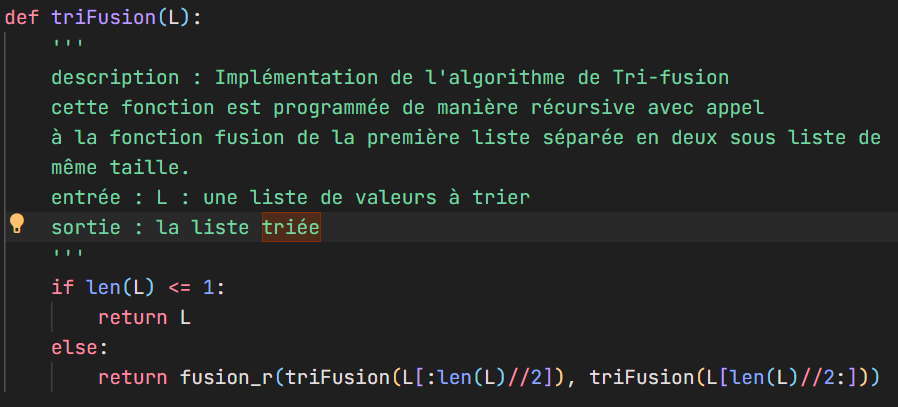 def triFusion(L):
    '''
    description : Implémentation de l'algorithme de Tri-fusion
    cette fonction est programmée de manière récursive avec appel
    à la fonction fusion de la première liste séparée en deux sous liste de
    même taille.
    entrée : L : une liste de valeurs à trier
    sortie : la liste triée
    '''
    if len(L) <= 1:
        return L
    else:
        return fusion_r(triFusion(L[:len(L)//2]), triFusion(L[len(L)//2:]))